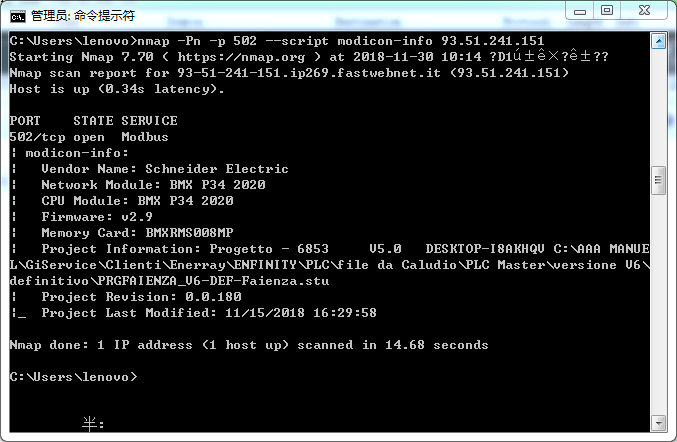 管理员: 命令提示符
C:\Users\lenovo>nmap -Pn -p 502 --script modicon-info 93.51.241.151
Starting Nmap 7.70 ( https://nmap.org ) at 2018-11-30 10:14 ?D1ú±ê×?ê±??
Nmap scan report for 93-51-241-151.ip269.fastwebnet.it (93.51.241.151)
Host is up (0.34s latency).
PORT    STATE SERVICE
502/tcp open  Modbus
| modicon-info:
|   Vendor Name: Schneider Electric
|   Network Module: BMX P34 2020
|   CPU Module: BMX P34 2020
|   Firmware: v2.9
|   Memory Card: BMXRMS008MP
|   Project Information: Progetto - 6853     V5.0   DESKTOP-I8AKHQV C:\AAA MANUE
L\GiService\Clienti\Enerray\ENFINITY\PLC\file da Caludio\PLC Master\versione V6\
definitivo\PRGFAIENZA_V6-DEF-Faienza.stu
|   Project Revision: 0.0.180
|_  Project Last Modified: 11/15/2018 16:29:58
Nmap done: 1 IP address (1 host up) scanned in 14.68 seconds
C:\Users\lenovo>
半: